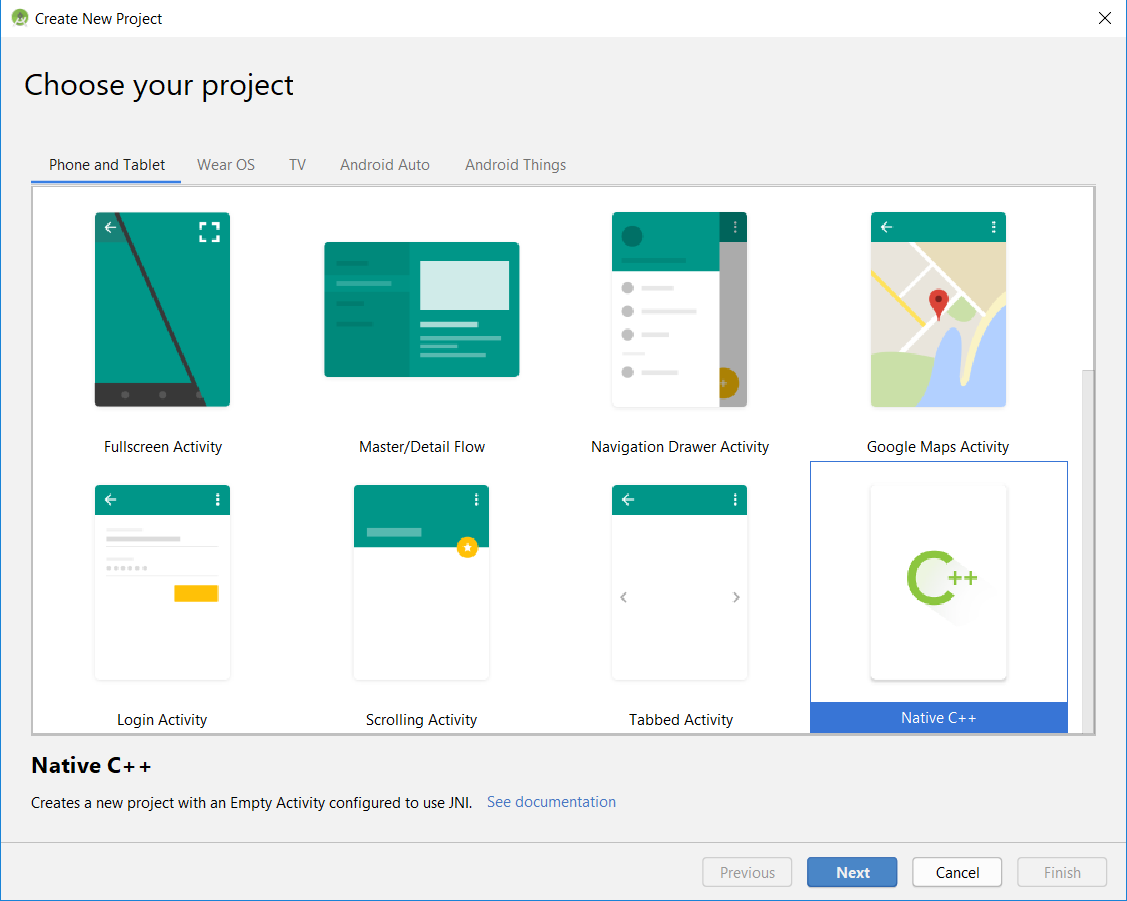 Create New Project
Choose your project
Phone and Tablet Wear OS TV Android Auto Android Things
Fullscreen Activity Master/Detail Flow Navigation Drawer Activity Google Maps Activity
C++
Login Activity Scrolling Activity Tabbed Activity Native C++
Native C++
Creates a new project with an Empty Activity configured to use JNI. See documentation
Previous Next Cancel Finish